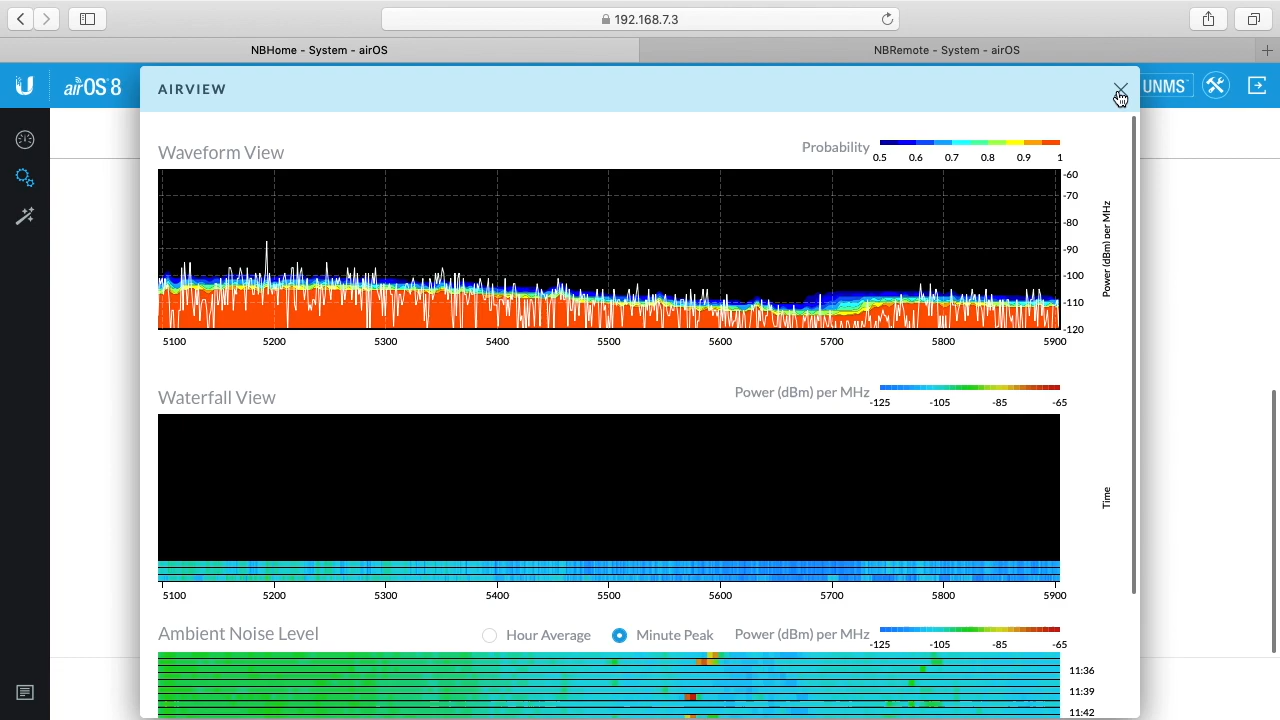 192.168.7.3
NBHome - System - airOS
NBRemote - System - airOS
airOS 8
AIRVIEW
UNMS
Waveform View
Probability
0.5 0.6 0.7 0.8 0.9 1
-60
-70
-80
-90
-100
-110
-120
Power (dBm) per MHz
5100 5200 5300 5400 5500 5600 5700 5800 5900
Waterfall View
Power (dBm) per MHz
-125 -105 -85 -65
Time
5100 5200 5300 5400 5500 5600 5700 5800 5900
Ambient Noise Level
Hour Average
Minute Peak
Power (dBm) per MHz
-125 -105 -85 -65
11:36
11:39
11:42